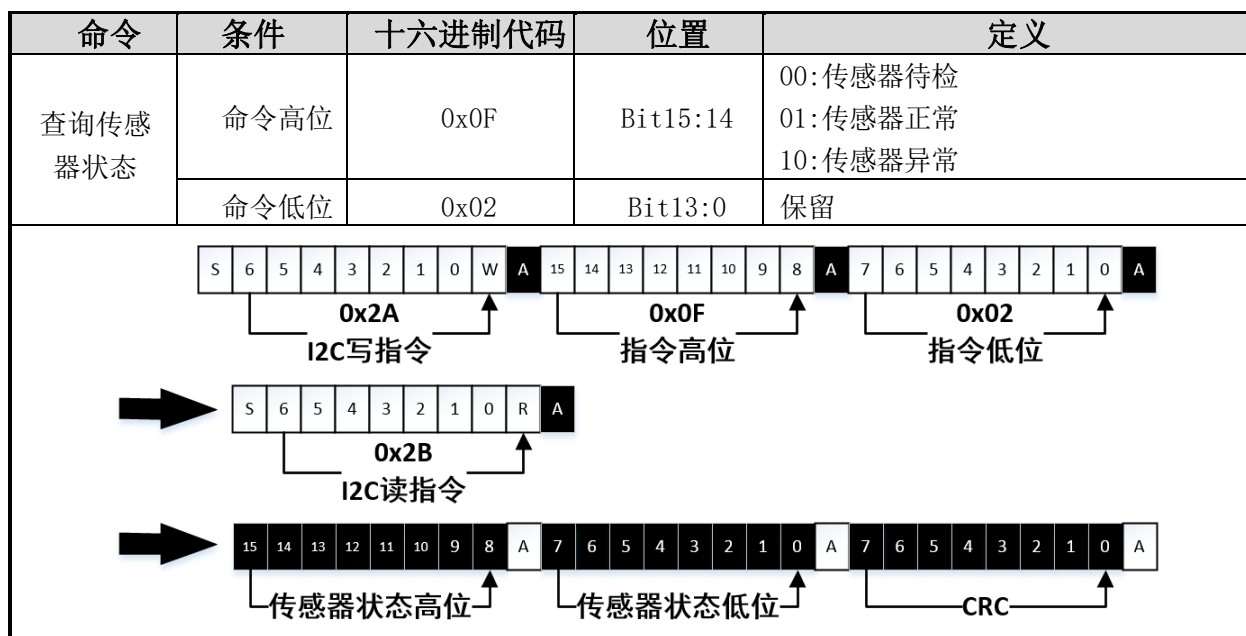 命令 条件 十六进制代码 位置 定义
查询传感
器状态
命令高位 0x0F Bit15:14
00:传感器待检
01:传感器正常
10:传感器异常
命令低位 0x02 Bit13:0 保留
S 6 5 4 3 2 1 0 W A 15 14 13 12 11 10 9 8 A 7 6 5 4 3 2 1 0 A
0x2A 0x0F 0x02
I2C写指令 指令高位 指令低位
S 6 5 4 3 2 1 0 R A
0x2B
I2C读指令
15 14 13 12 11 10 9 8 A 7 6 5 4 3 2 1 0 A 7 6 5 4 3 2 1 0 A
传感器状态高位 传感器状态低位 CRC